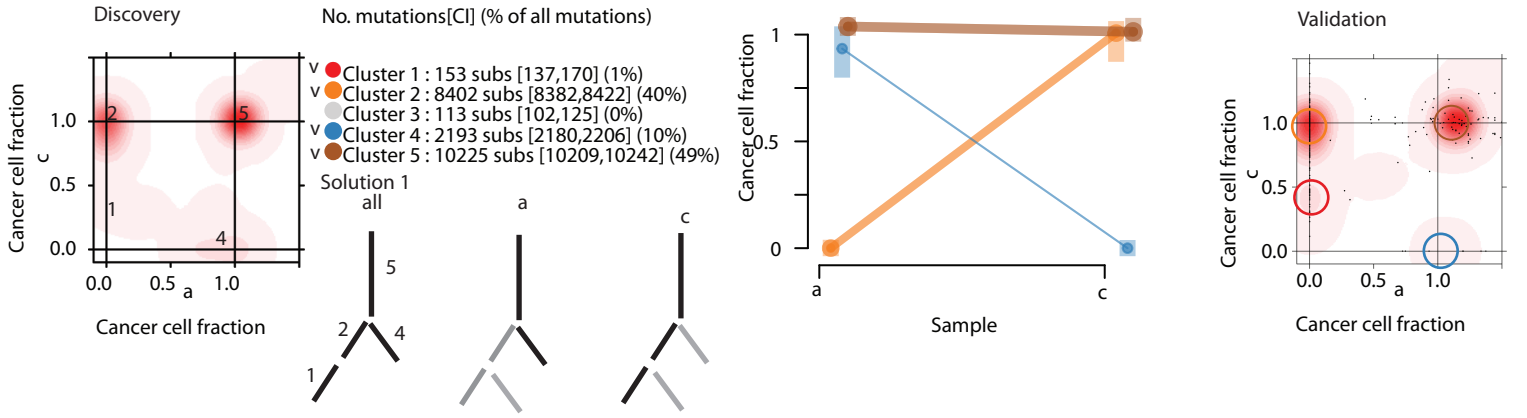 Discovery
No. mutations[CI] (% of all mutations)
v Cluster 1 : 153 subs [137,170] (1%)
v Cluster 2 : 8402 subs [8382,8422] (40%)
Cluster 3 : 113 subs [102,125] (0%)
v Cluster 4 : 2193 subs [2180,2206] (10%)
v Cluster 5 : 10225 subs [10209,10242] (49%)
Cancer cell fraction
c
1.0
0.5
0.0
2
5
1
4
0.0
0.5
1.0
a
Cancer cell fraction
Solution 1
all
a
c
5
2
4
1
Cancer cell fraction
1
0.5
0
a
c
Sample
Validation
Cancer cell fraction
c
1.0
0.5
0.0
0.0
0.5
1.0
a
Cancer cell fraction